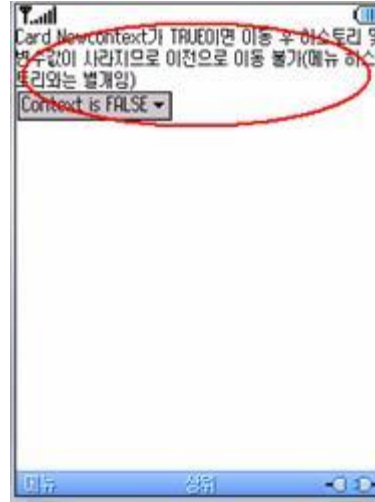 Card Newcontext가 TRUE이면 이동 후 히스토리 및
변수값이 사라지므로 이전으로 이동 불가(메뉴 히스
토리와는 별개임)
Context is FALSE
메뉴 상위